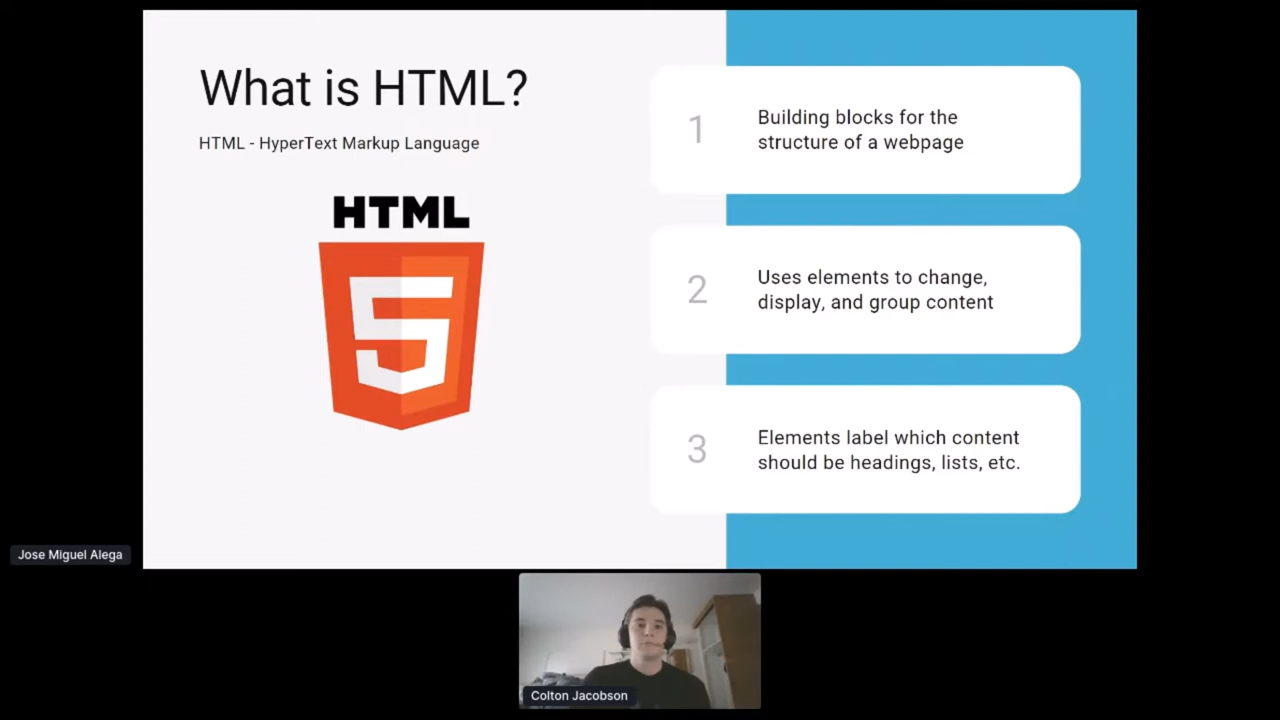 What is HTML?
HTML - HyperText Markup Language
HTML
5
1
Building blocks for the
structure of a webpage
2
Uses elements to change,
display, and group content
3
Elements label which content
should be headings, lists, etc.
Jose Miguel Alega
Colton Jacobson